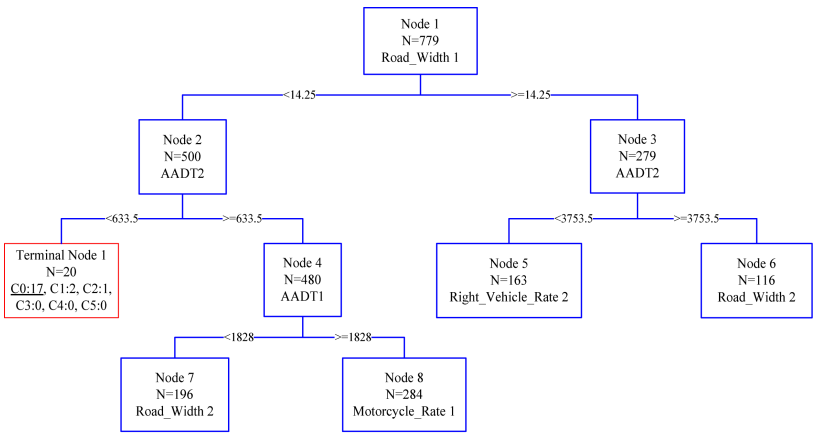 Node 1
N=779
Road_Width 1
<14.25
>=14.25
Node 2
N=500
AADT2
Node 3
N=279
AADT2
<633.5
>=633.5
<3753.5
>=3753.5
Terminal Node 1
N=20
C0:17, C1:2, C2:1,
C3:0, C4:0, C5:0
Node 4
N=480
AADT1
Node 5
N=163
Right_Vehicle_Rate 2
Node 6
N=116
Road_Width 2
<1828
>=1828
Node 7
N=196
Road_Width 2
Node 8
N=284
Motorcycle_Rate 1